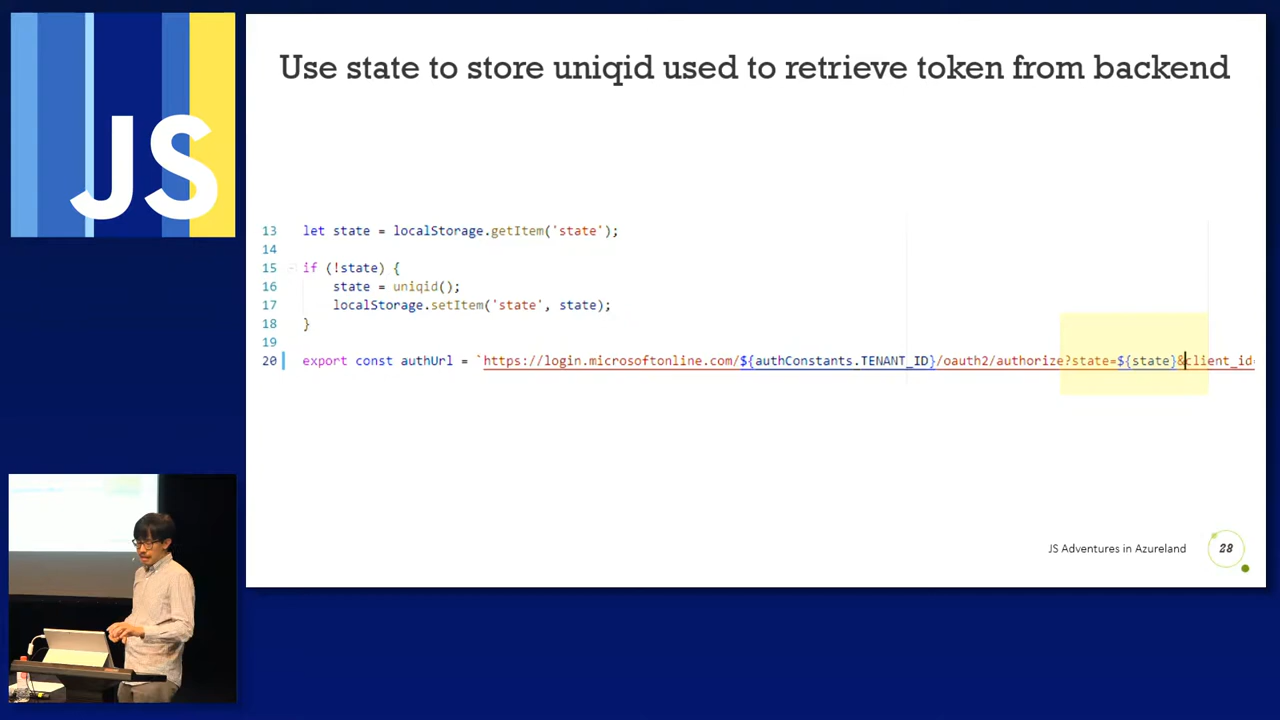 JS
Use state to store uniqid used to retrieve token from backend
13 let state = localStorage.getItem('state');
14
15 if (!state) {
16 state = uniqid();
17 localStorage.setItem('state', state);
18 }
19
20 export const authUrl = `https://login.microsoftonline.com/${authConstants.TENANT_ID}/oauth2/authorize?state=${state}&client_id=
JS Adventures in Azureland 28